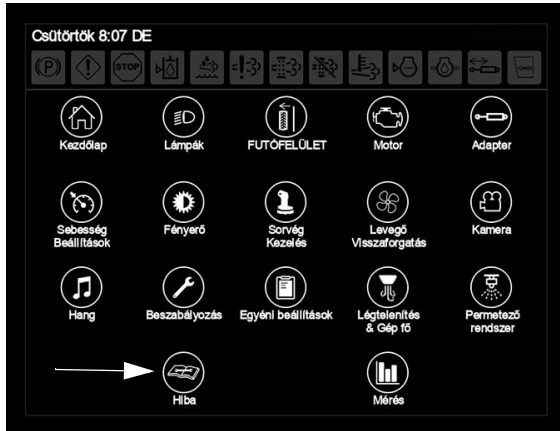 Csütörtök 8:07 DE
(P) STOP
Kezdőlap Lámpák FUTÓFELÜLET Motor Adapter
Sebesség Beállítások Fényerő Sorvég Kezelés Levegő Visszaforgatás Kamera
Hang Beszabályozás Egyéni beállítások Légtelenítés & Gép fő Permetező rendszer
Hiba Mérés